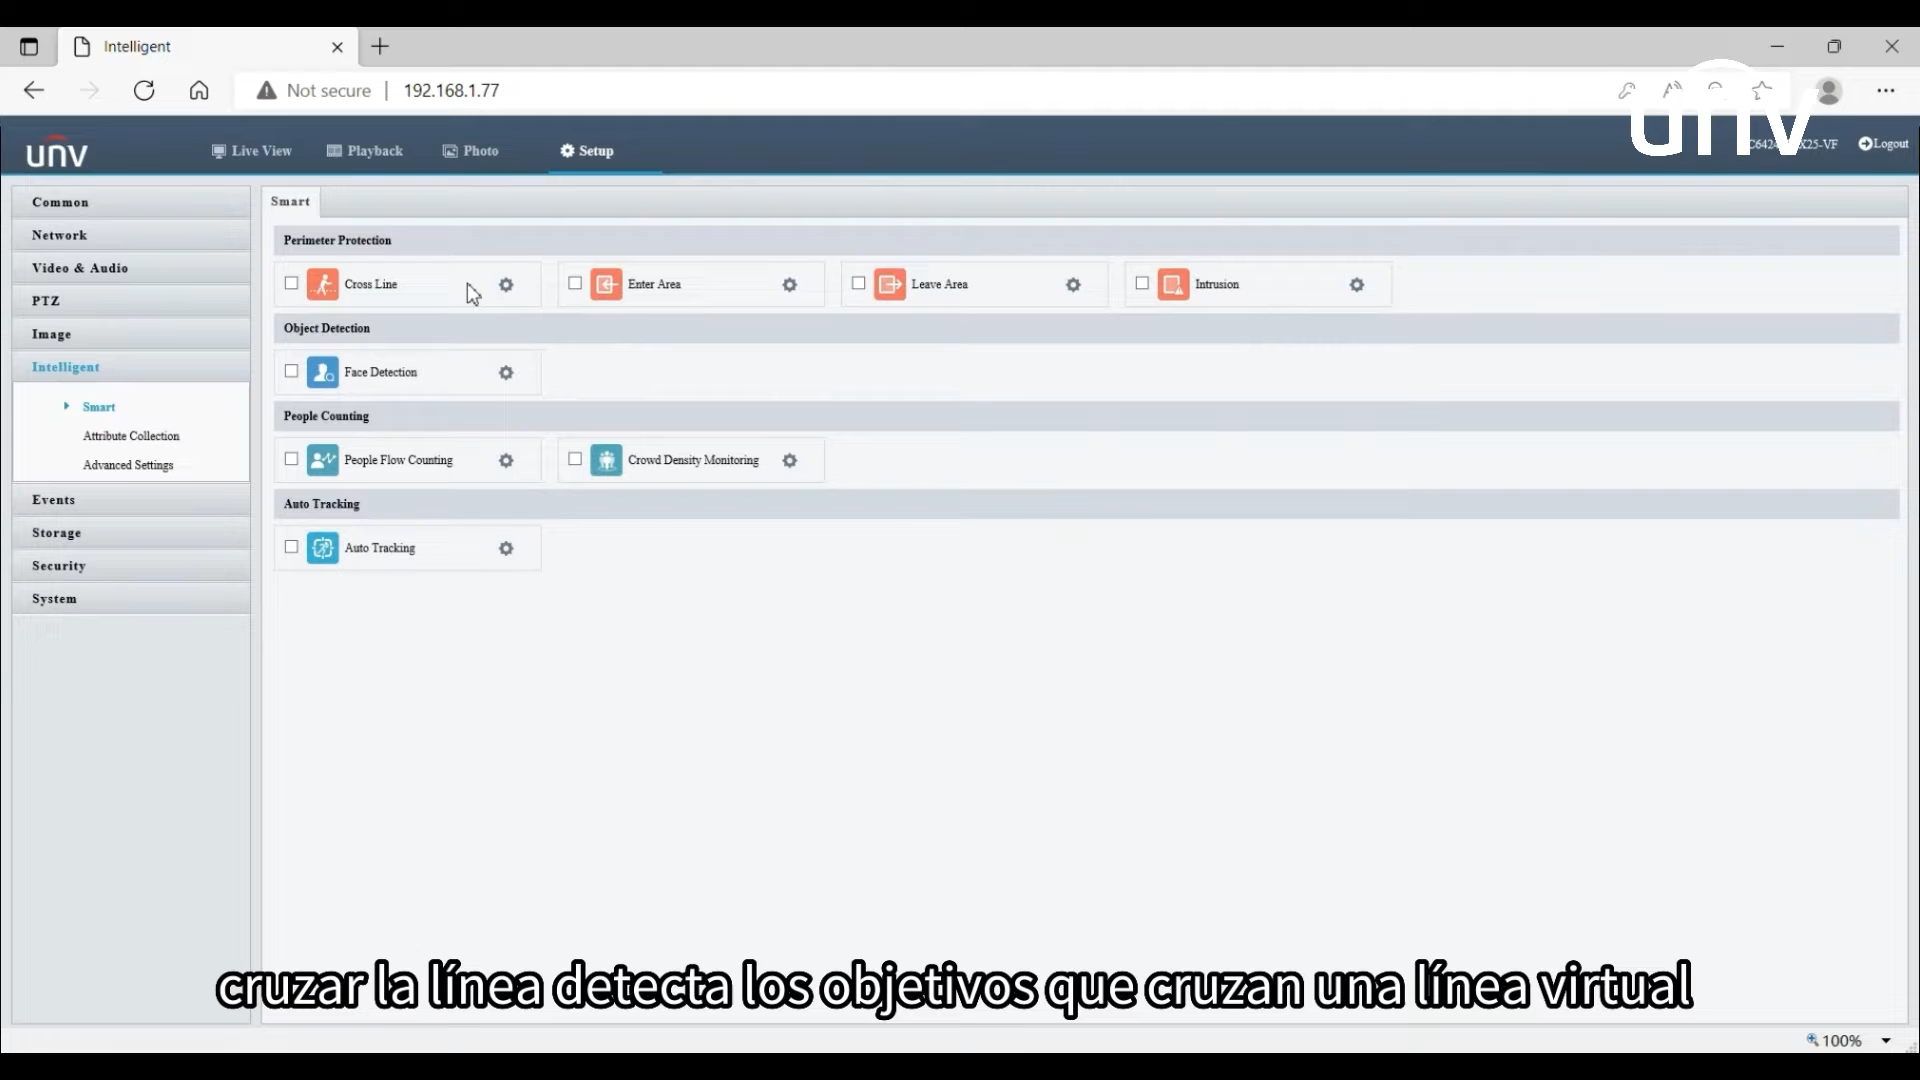 Intelligent
Not secure | 192.168.1.77
unv
unv
Live View
Playback
Photo
Setup
Logout
Common
Network
Video & Audio
PTZ
Image
Intelligent
Smart
Attribute Collection
Advanced Settings
Events
Storage
Security
System
Smart
Perimeter Protection
Cross Line
Enter Area
Leave Area
Intrusion
Object Detection
Face Detection
People Counting
People Flow Counting
Crowd Density Monitoring
Auto Tracking
Auto Tracking
cruzar la línea detecta los objetivos que cruzan una línea virtual
100%